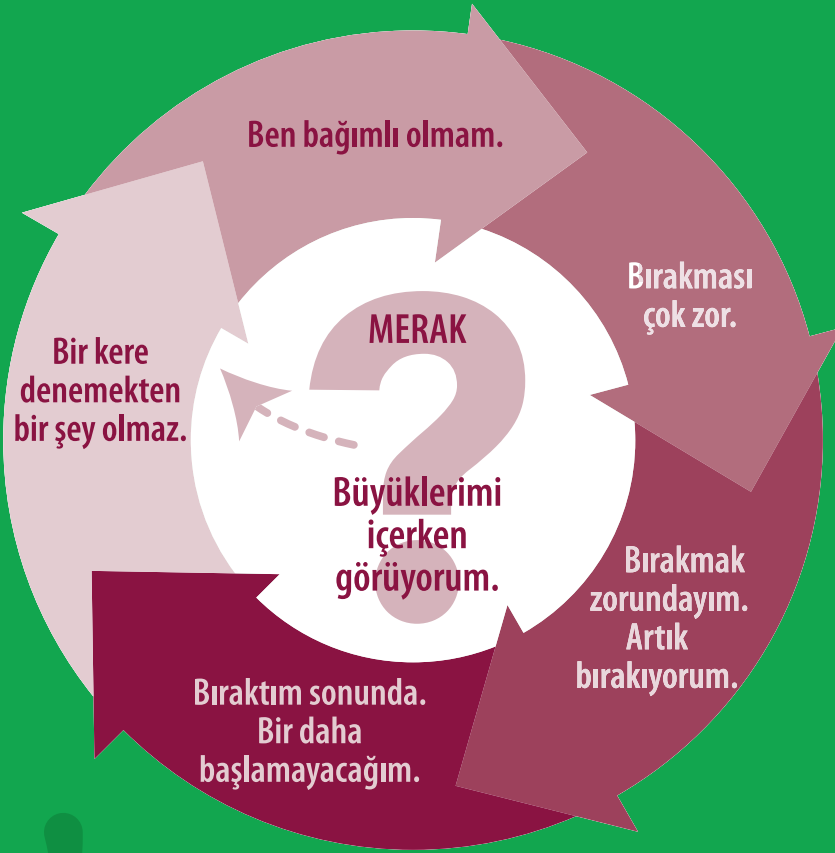 MERAK
Büyüklerimi
içerken
görüyorum.
Bir kere
denemekten
bir şey olmaz.
Ben bağımlı olmam.
Bırakması
çok zor.
Bırakmak
zorundayım.
Artık
bırakıyorum.
Bıraktım sonunda.
Bir daha
başlamayacağım.